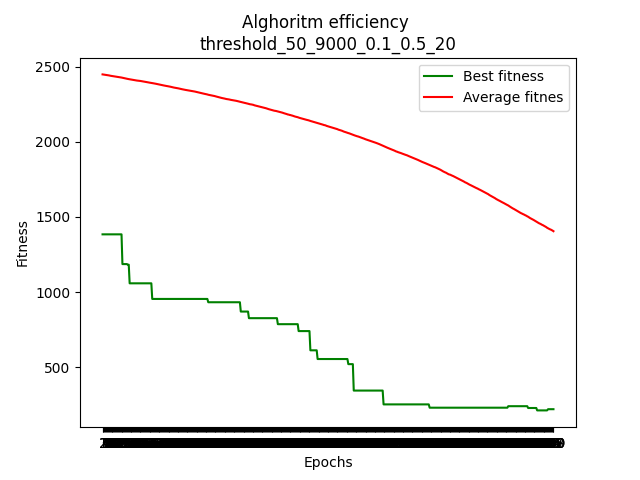 Alghoritm efficiency
threshold_50_9000_0.1_0.5_20
2500
2000
1500
1000
500
Fitness
Best fitness
Average fitnes
Epochs